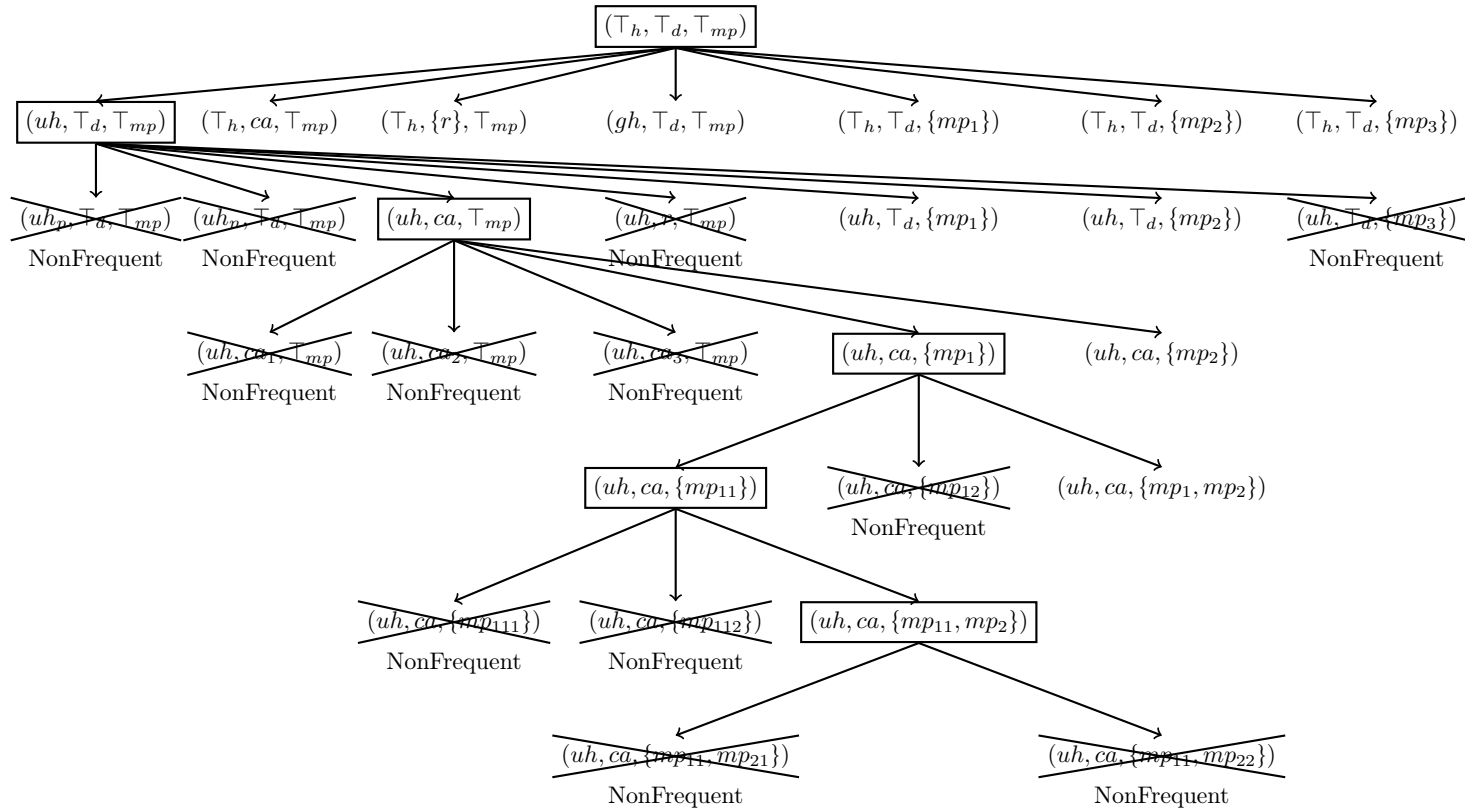 (⊤_h, ⊤_d, ⊤_mp)
(uh, ⊤_d, ⊤_mp) (⊤_h, ca, ⊤_mp) (⊤_h, {r}, ⊤_mp) (gh, ⊤_d, ⊤_mp) (⊤_h, ⊤_d, {mp_1}) (⊤_h, ⊤_d, {mp_2}) (⊤_h, ⊤_d, {mp_3})
(uh_p, ⊤_d, ⊤_mp) (uh_p, ⊤_d, ⊤_mp) (uh, ca, ⊤_mp) (uh, r, ⊤_mp) (uh, ⊤_d, {mp_1}) (uh, ⊤_d, {mp_2}) (uh, ⊤_d, {mp_3})
NonFrequent NonFrequent NonFrequent NonFrequent
(uh, ca_1, ⊤_mp) (uh, ca_2, ⊤_mp) (uh, ca_3, ⊤_mp) (uh, ca, {mp_1}) (uh, ca, {mp_2})
NonFrequent NonFrequent NonFrequent
(uh, ca, {mp_11}) (uh, ca, {mp_12}) (uh, ca, {mp_1, mp_2})
NonFrequent
(uh, ca, {mp_111}) (uh, ca, {mp_112}) (uh, ca, {mp_11, mp_2})
NonFrequent NonFrequent
(uh, ca, {mp_11, mp_21}) (uh, ca, {mp_11, mp_22})
NonFrequent NonFrequent